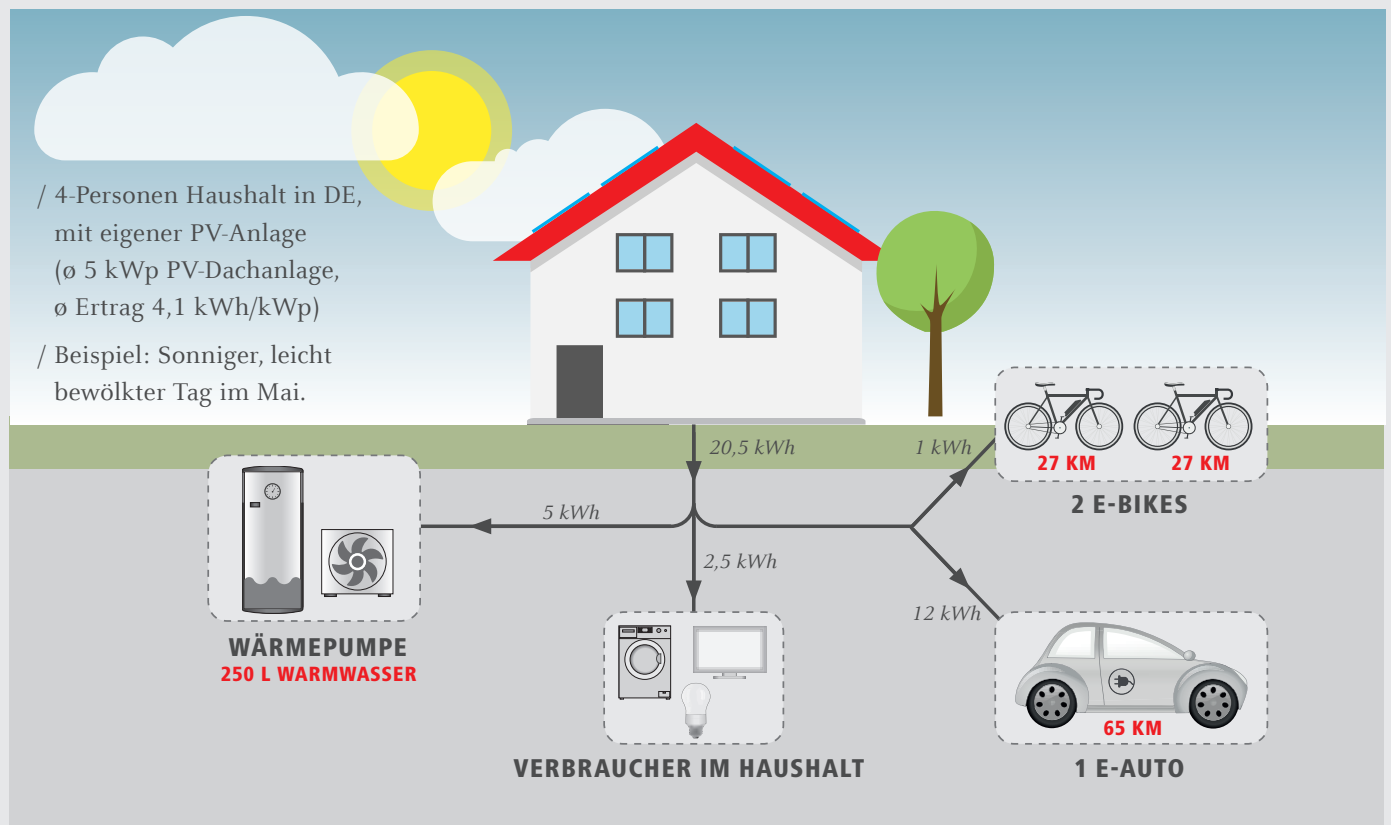 / 4-Personen Haushalt in DE,
mit eigener PV-Anlage
(ø 5 kWp PV-Dachanlage,
ø Ertrag 4,1 kWh/kWp)
/ Beispiel: Sonniger, leicht
bewölkter Tag im Mai.
20,5 kWh
1 kWh
27 KM
27 KM
2 E-BIKES
5 kWh
2,5 kWh
12 kWh
WÄRMEPUMPE
250 L WARMWASSER
65 KM
VERBRAUCHER IM HAUSHALT
1 E-AUTO